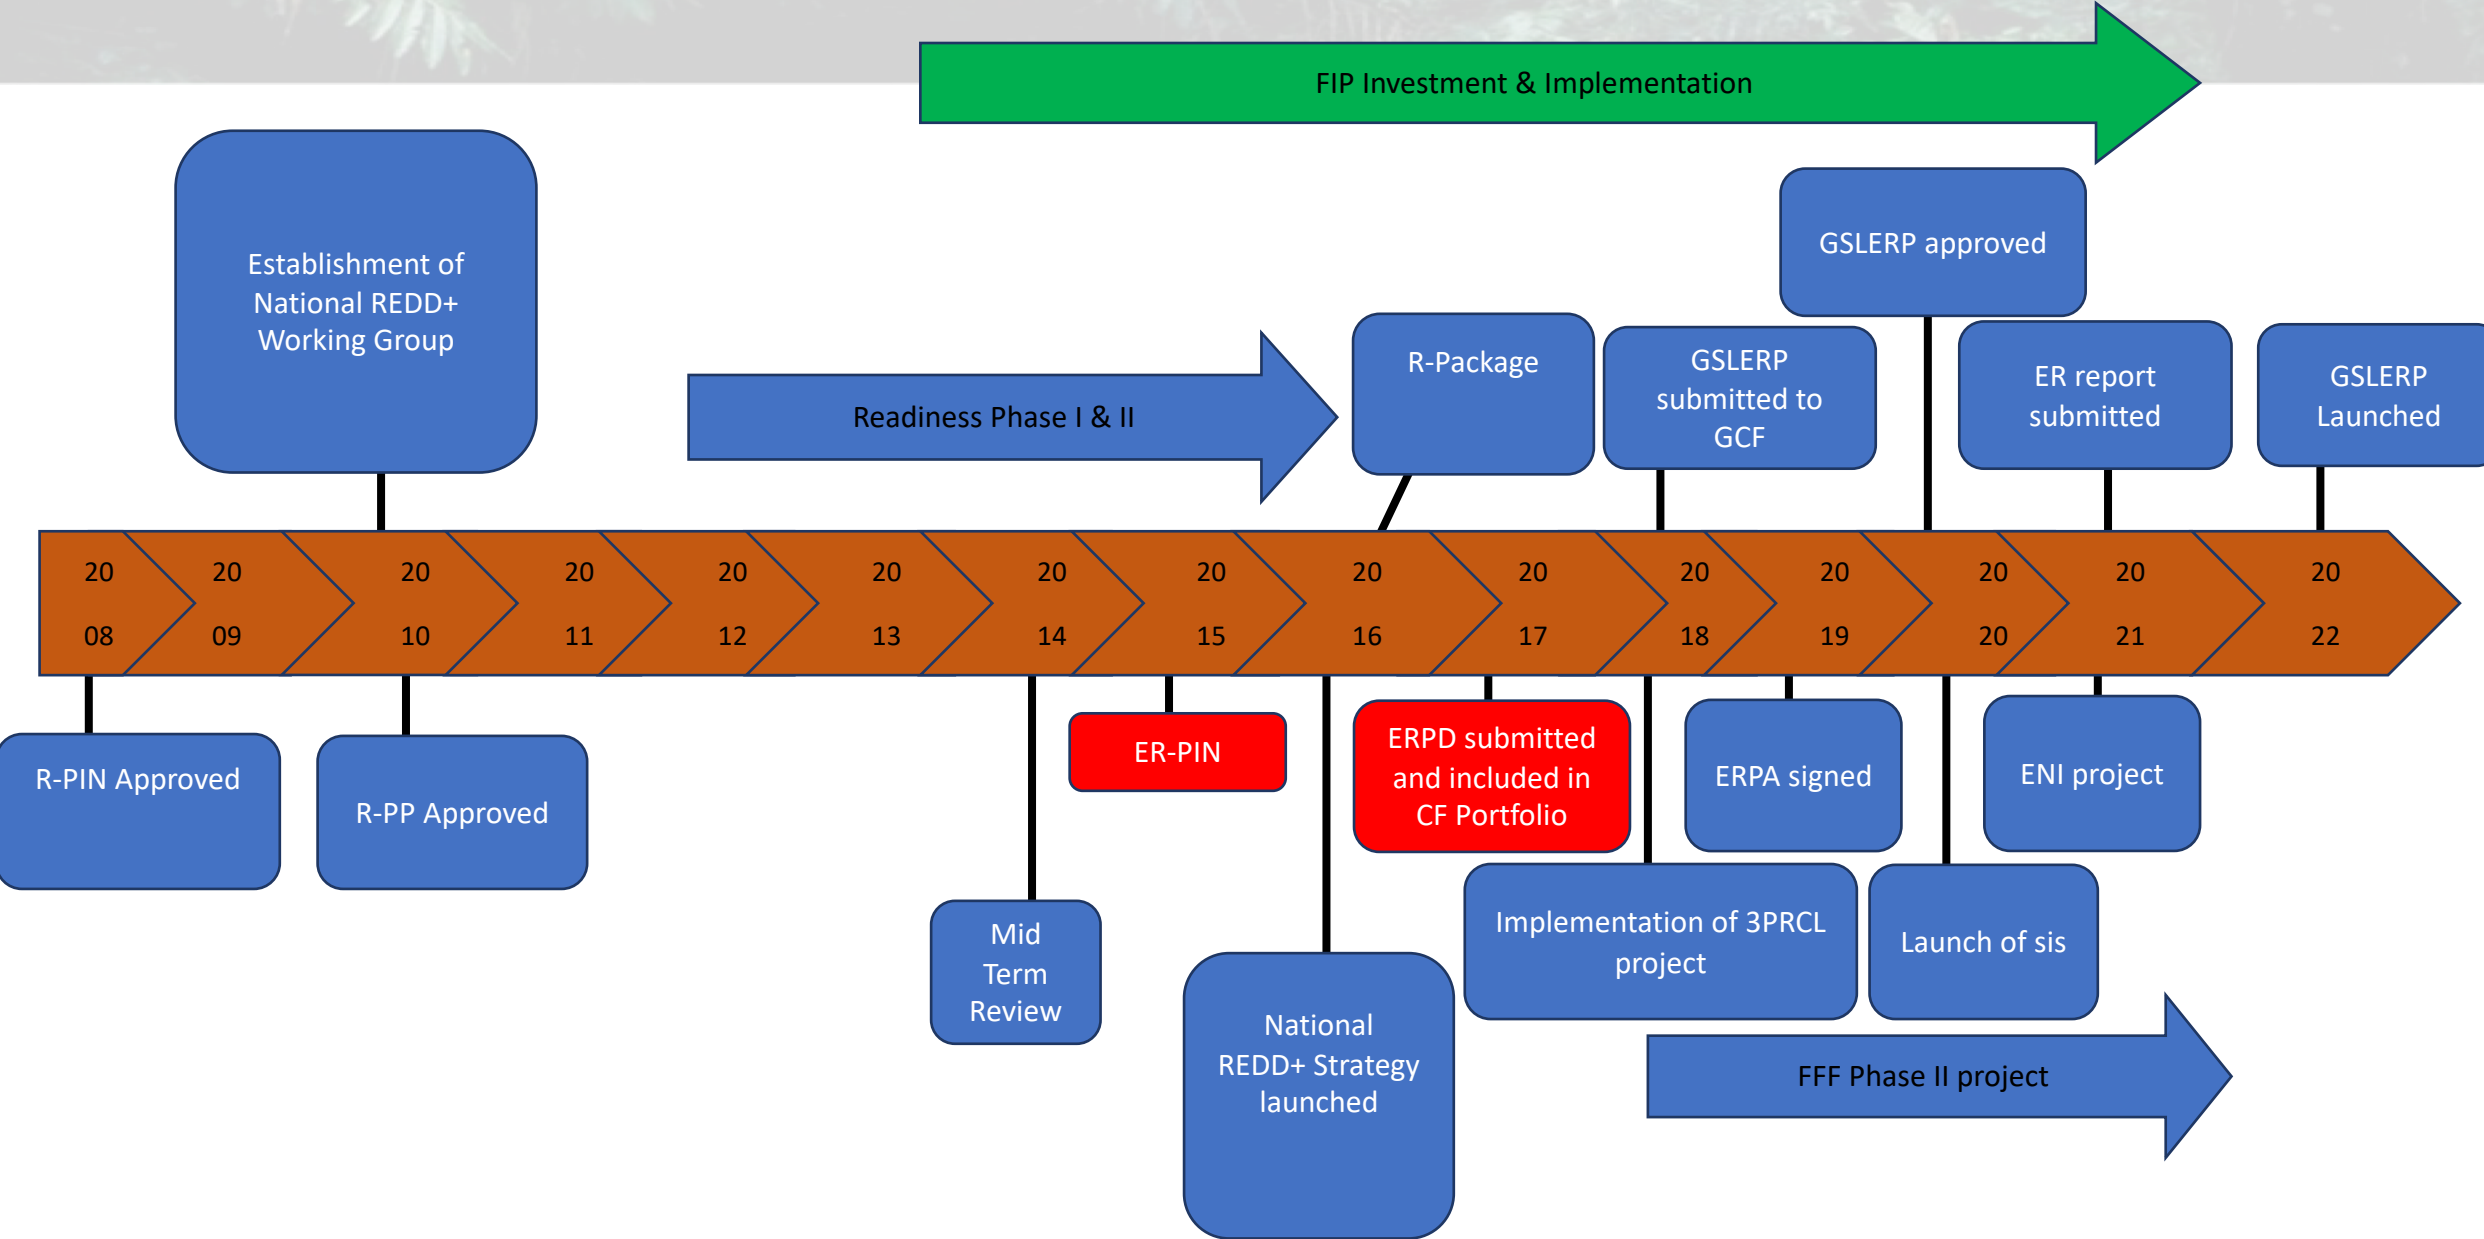 FIP Investment & Implementation
Establishment of
National REDD+
Working Group
Readiness Phase I & II
R-Package
GSLERP
submitted to
GCF
GSLERP approved
ER report
submitted
GSLERP
Launched
20 20 20 20 20 20 20 20 20 20 20 20 20 20 20
08 09 10 11 12 13 14 15 16 17 18 19 20 21 22
R-PIN Approved
R-PP Approved
Mid
Term
Review
ER-PIN
National
REDD+ Strategy
launched
ERPD submitted
and included in
CF Portfolio
Implementation of 3PRCL
project
ERPA signed
Launch of sis
ENI project
FFF Phase II project